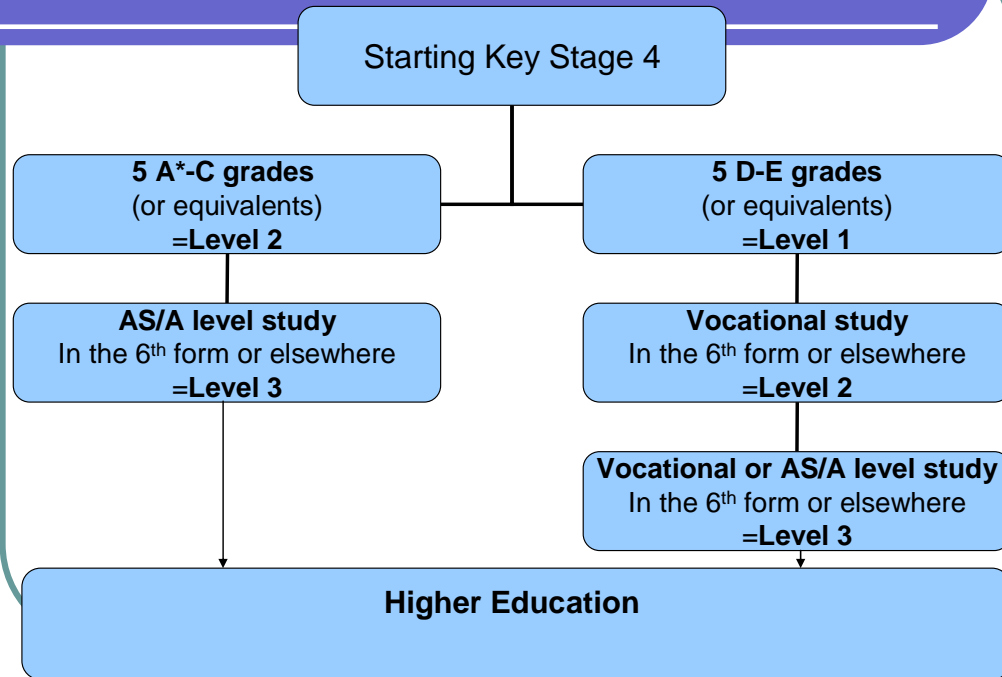 Starting Key Stage 4
5 A*-C grades
(or equivalents)
=Level 2
5 D-E grades
(or equivalents)
=Level 1
AS/A level study
In the 6th form or elsewhere
=Level 3
Vocational study
In the 6th form or elsewhere
=Level 2
Vocational or AS/A level study
In the 6th form or elsewhere
=Level 3
Higher Education